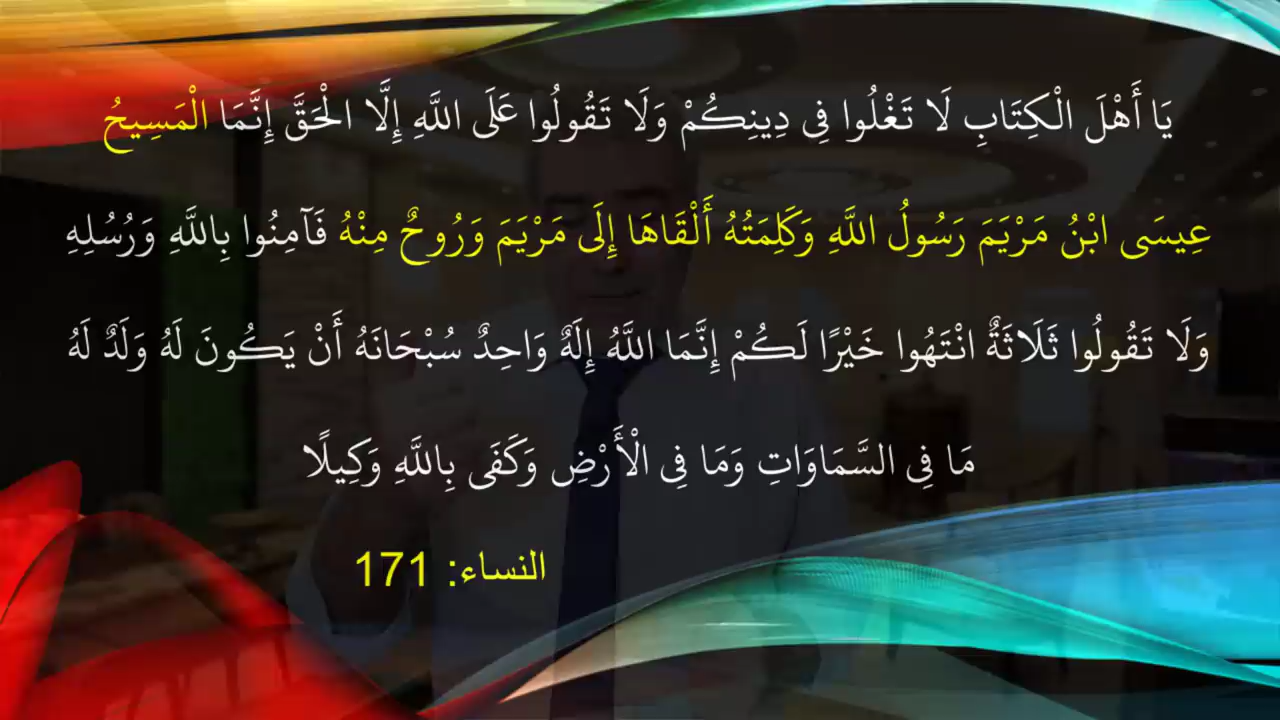 يَا أَهْلَ الْكِتَابِ لَا تَغْلُوا فِي دِينِكُمْ وَلَا تَقُولُوا عَلَى اللَّهِ إِلَّا الْحَقَّ إِنَّمَا الْمَسِيحُ
عِيسَى ابْنُ مَرْيَمَ رَسُولُ اللَّهِ وَكَلِمَتُهُ أَلْقَاهَا إِلَى مَرْيَمَ وَرُوحٌ مِنْهُ فَآمِنُوا بِاللَّهِ وَرُسُلِهِ
وَلَا تَقُولُوا ثَلَاثَةٌ انْتَهُوا خَيْرًا لَكُمْ إِنَّمَا اللَّهُ إِلَهٌ وَاحِدٌ سُبْحَانَهُ أَنْ يَكُونَ لَهُ وَلَدٌ لَهُ
مَا فِي السَّمَاوَاتِ وَمَا فِي الْأَرْضِ وَكَفَى بِاللَّهِ وَكِيلًا
النساء: 171